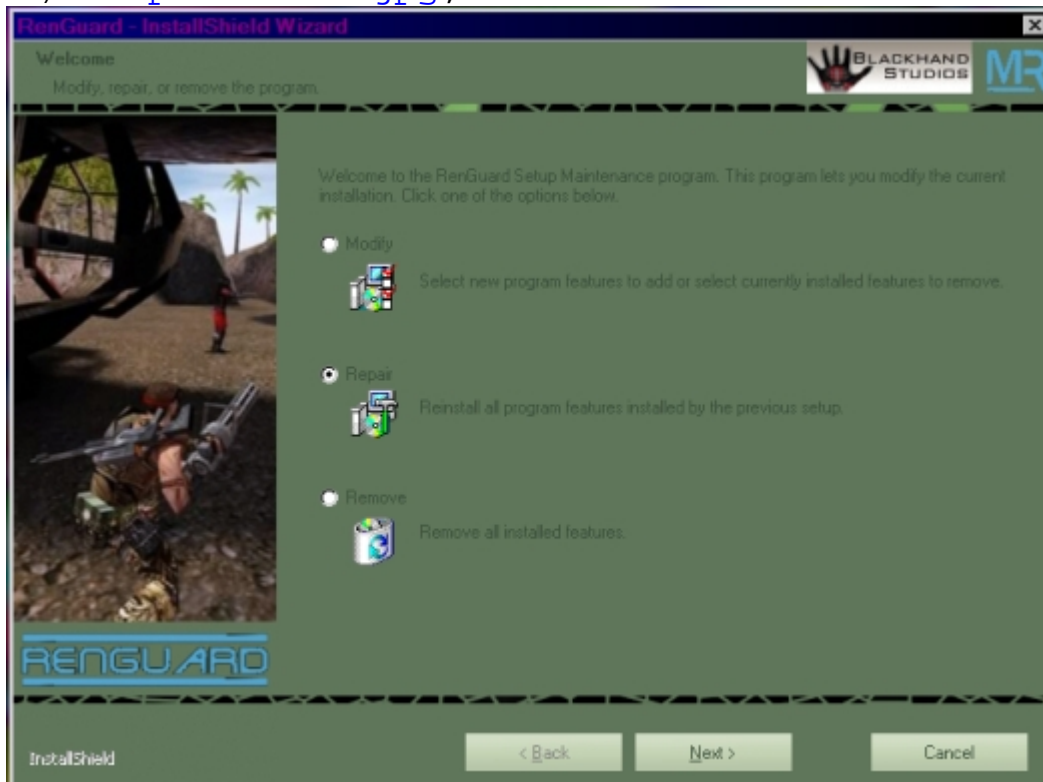 RenGuard - InstallShield Wizard
Welcome
Modify, repair, or remove the program.
BLACKHAND
STUDIOS
MR
Welcome to the RenGuard Setup Maintenance program. This program lets you modify the current
installation. Click one of the options below.
Modify
Select new program features to add or select currently installed features to remove.
Repair
Reinstall all program features installed by the previous setup.
Remove
Remove all installed features.
RENGUARD
InstallShield
< Back
Next >
Cancel